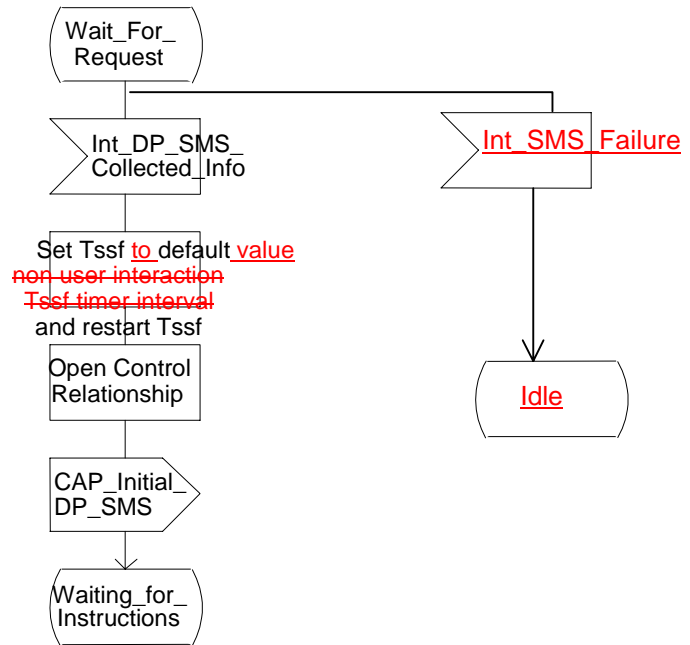 Wait_For_
Request
Int_DP_SMS_
Collected_Info
Int_SMS_Failure
Set Tssf to default value
non user interaction
Tssf timer interval
and restart Tssf
Open Control
Relationship
Idle
CAP_Initial_
DP_SMS
Waiting_for_
Instructions